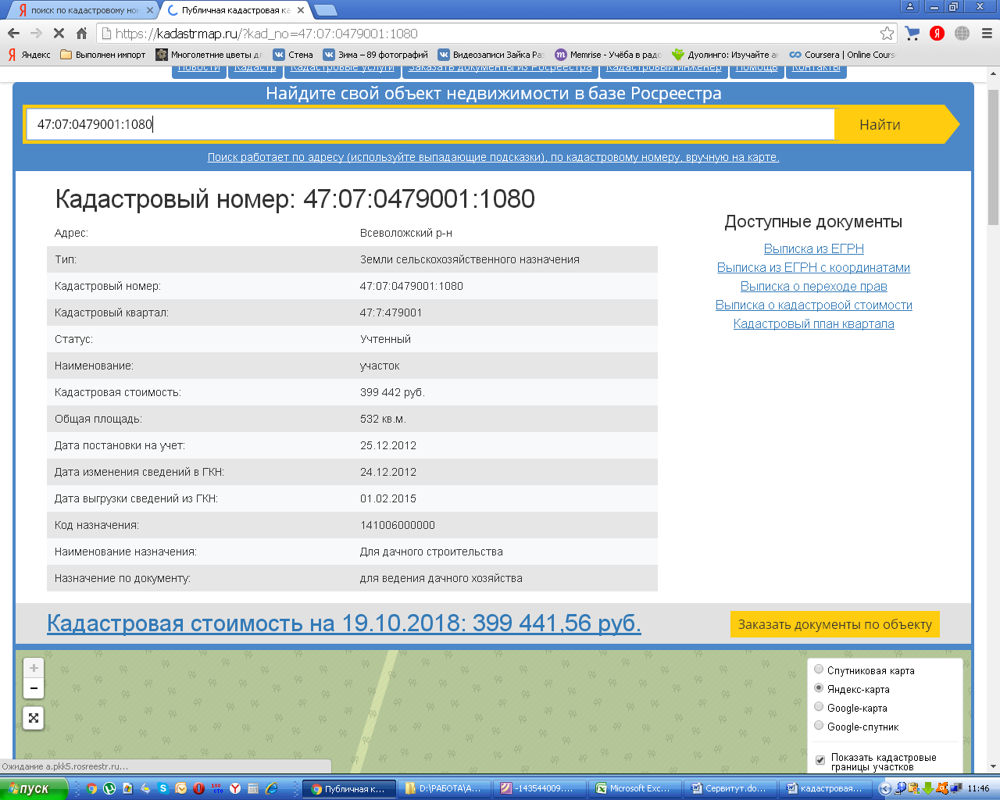 поиск по кадастровому но
Публичная кадастровая ка
https://kadastrmap.ru/?kad_no=47:07:0479001:1080
Яндекс Выполнен импорт Многолетние цветы дл Стена Зима – 89 фотографий Видеозаписи Зайка Ра Memrise - Учёба в радо Дуолинго: Изучайте ан Coursera | Online Cours
Новости Кадастр Кадастровые услуги Заказать документы из Росреестра Кадастровый инженер Помощь Контакты
Найдите свой объект недвижимости в базе Росреестра
47:07:0479001:1080 Найти
Поиск работает по адресу (используйте выпадающие подсказки), по кадастровому номеру, вручную на карте.
Кадастровый номер: 47:07:0479001:1080
Адрес: Всеволожский р-н
Тип: Земли сельскохозяйственного назначения
Кадастровый номер: 47:07:0479001:1080
Кадастровый квартал: 47:7:479001
Статус: Учтенный
Наименование: участок
Кадастровая стоимость: 399 442 руб.
Общая площадь: 532 кв.м.
Дата постановки на учет: 25.12.2012
Дата изменения сведений в ГКН: 24.12.2012
Дата выгрузки сведений из ГКН: 01.02.2015
Код назначения: 141006000000
Наименование назначения: Для дачного строительства
Назначение по документу: для ведения дачного хозяйства
Доступные документы
Выписка из ЕГРН
Выписка из ЕГРН с координатами
Выписка о переходе прав
Выписка о кадастровой стоимости
Кадастровый план квартала
Кадастровая стоимость на 19.10.2018: 399 441,56 руб.
Заказать документы по объекту
Спутниковая карта
Яндекс-карта
Google-карта
Google-спутник
Показать кадастровые
границы участков
Ожидание a.pkk5.rosreestr.ru...
пуск 100 сто Публичная к... D:\РАБОТА\А... -143544009.... Microsoft Exc... Сервитут.do... кадастровая... 11:46